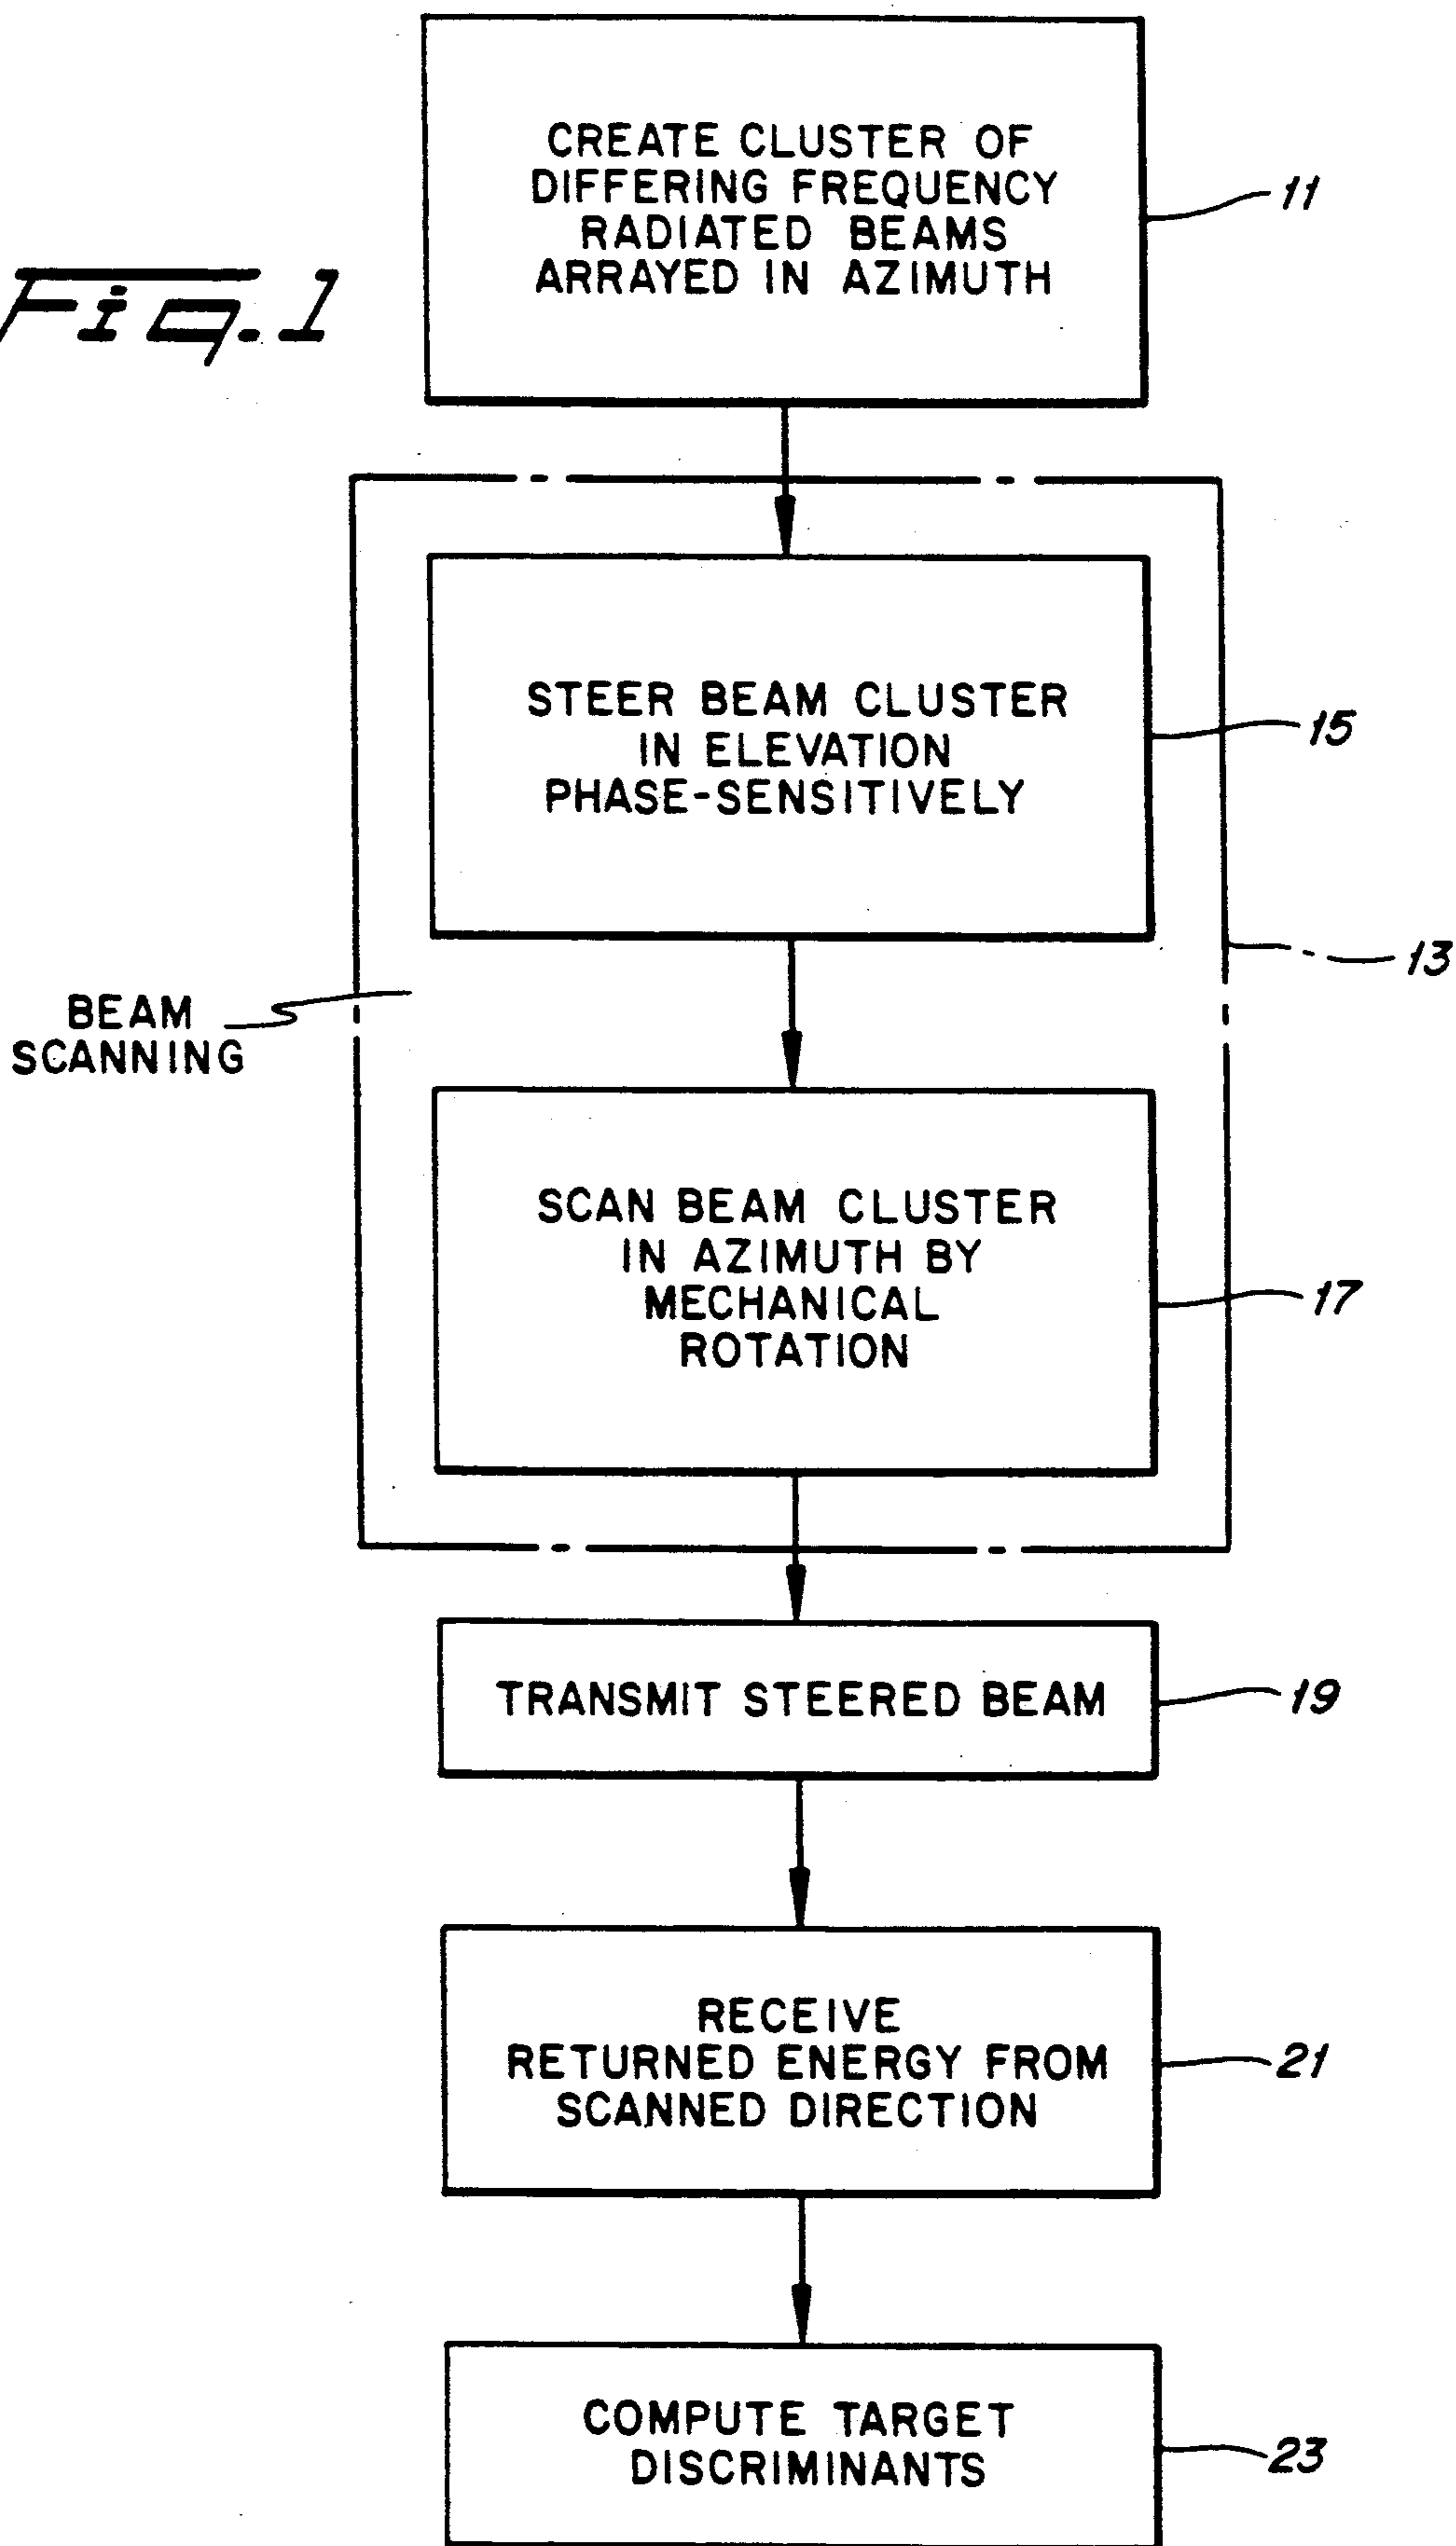 Fig.1
CREATE CLUSTER OF
DIFFERING FREQUENCY
RADIATED BEAMS
ARRAYED IN AZIMUTH
11
STEER BEAM CLUSTER
IN ELEVATION
PHASE-SENSITIVELY
15
13
BEAM
SCANNING
SCAN BEAM CLUSTER
IN AZIMUTH BY
MECHANICAL
ROTATION
17
TRANSMIT STEERED BEAM
19
RECEIVE
RETURNED ENERGY FROM
SCANNED DIRECTION
21
COMPUTE TARGET
DISCRIMINANTS
23